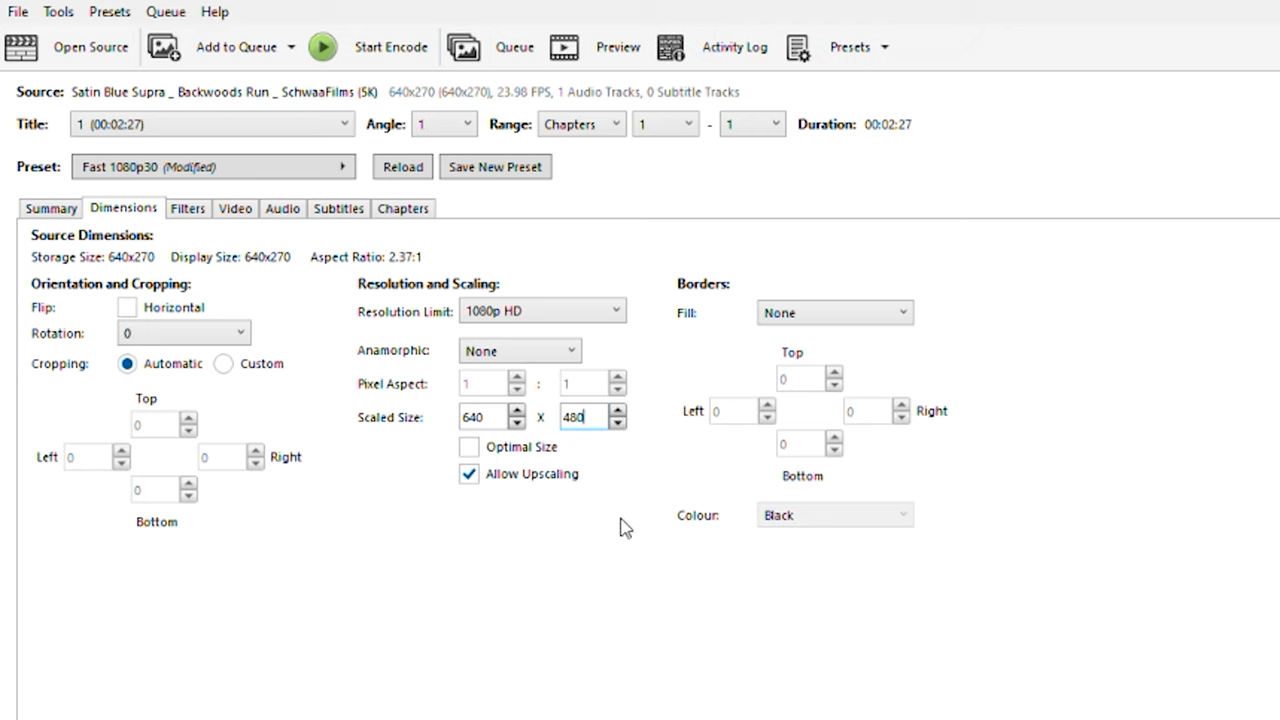 File Tools Presets Queue Help
Open Source Add to Queue Start Encode Queue Preview Activity Log Presets
Source: Satin Blue Supra _ Backwoods Run _ SchwaaFilms (5K) 640x270 (640x270), 23.98 FPS, 1 Audio Tracks, 0 Subtitle Tracks
Title: 1 (00:02:27) Angle: 1 Range: Chapters 1 - 1 Duration: 00:02:27
Preset: Fast 1080p30 (Modified) Reload Save New Preset
Summary Dimensions Filters Video Audio Subtitles Chapters
Source Dimensions:
Storage Size: 640x270 Display Size: 640x270 Aspect Ratio: 2.37:1
Orientation and Cropping: Resolution and Scaling: Borders:
Flip: Horizontal Resolution Limit: 1080p HD Fill: None
Rotation: 0
Anamorphic: None Top
Cropping: Automatic Custom
Pixel Aspect: 1 : 1 0
Top
Scaled Size: 640 X 480 Left 0 0 Right
0
Optimal Size 0
Left 0 0 Right
Allow Upscaling Bottom
0
Bottom Colour: Black